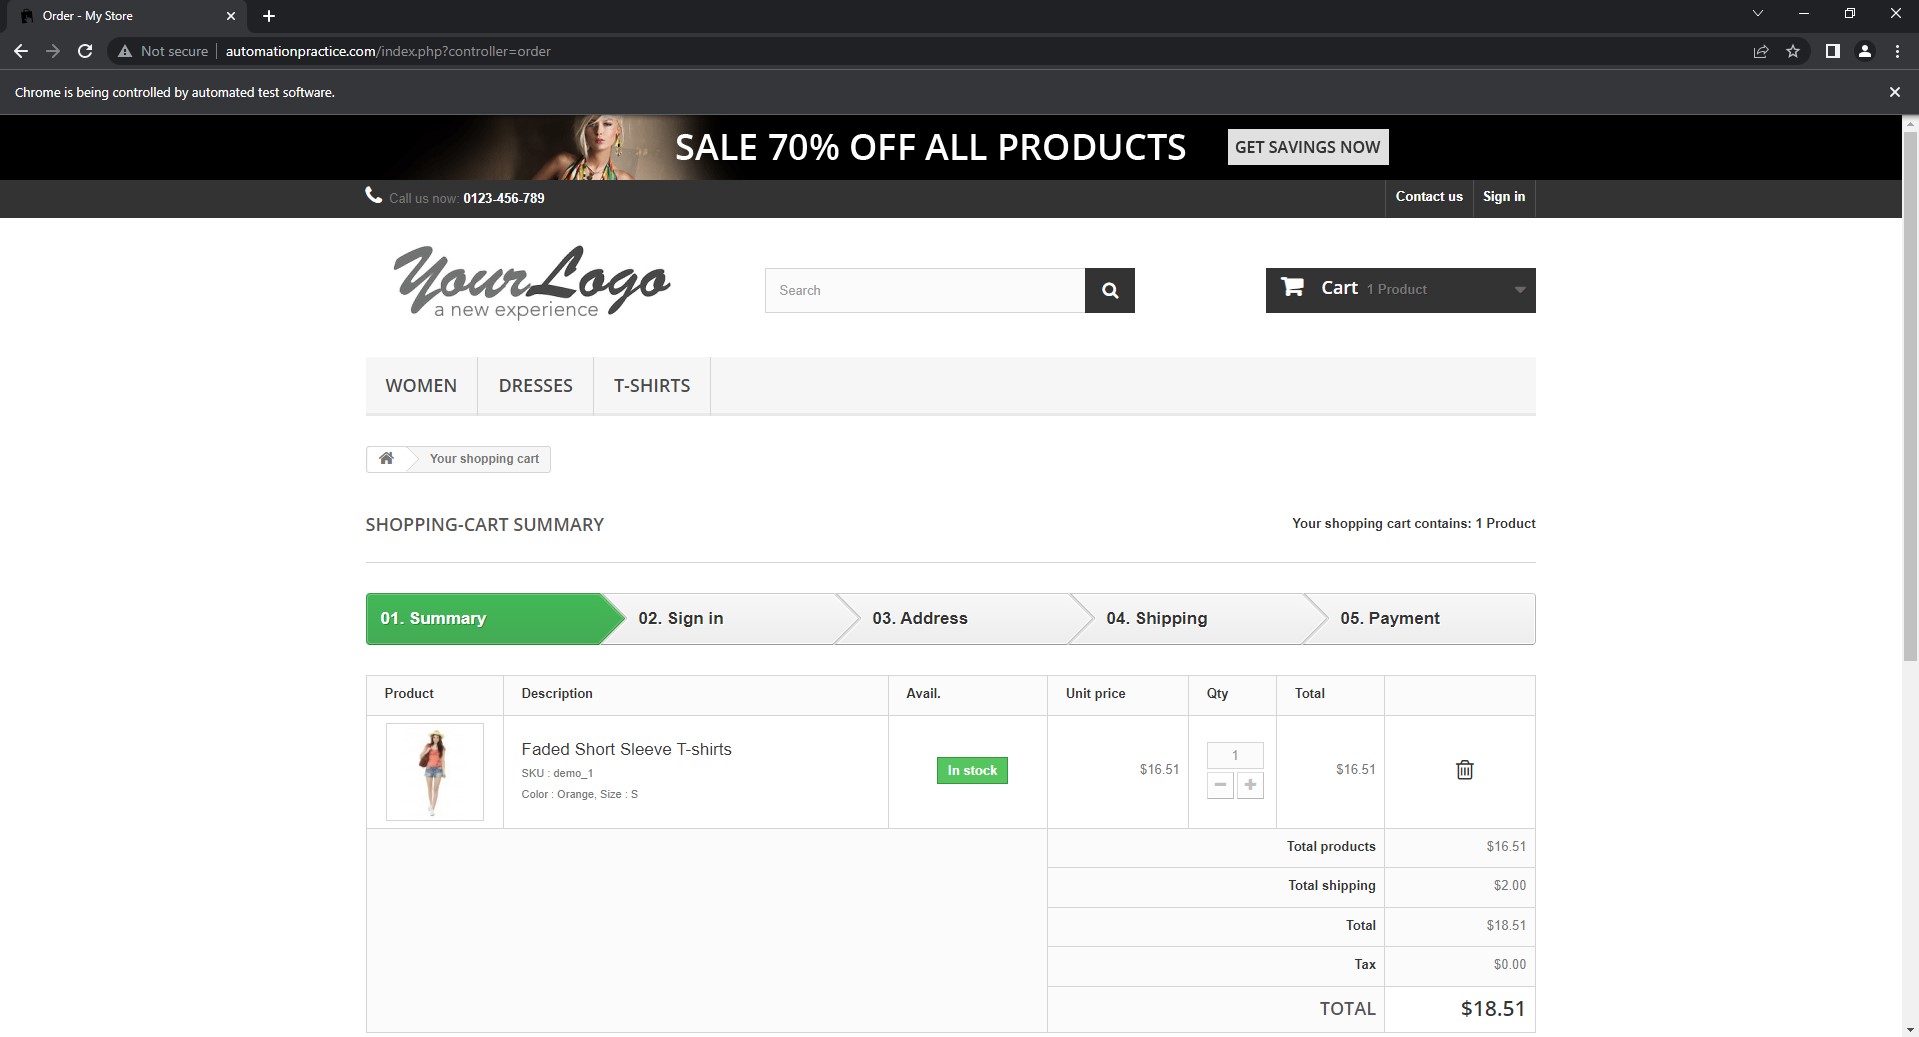 Order - My Store
Not secure automationpractice.com/index.php?controller=order
Chrome is being controlled by automated test software.
SALE 70% OFF ALL PRODUCTS GET SAVINGS NOW
Call us now: 0123-456-789 Contact us Sign in
YourLogo
a new experience
Search
Cart 1 Product
WOMEN DRESSES T-SHIRTS
Your shopping cart
SHOPPING-CART SUMMARY Your shopping cart contains: 1 Product
01. Summary 02. Sign in 03. Address 04. Shipping 05. Payment
Product Description Avail. Unit price Qty Total
Faded Short Sleeve T-shirts
SKU : demo_1
Color : Orange, Size : S
In stock $16.51 1 $16.51
Total products $16.51
Total shipping $2.00
Total $18.51
Tax $0.00
TOTAL $18.51